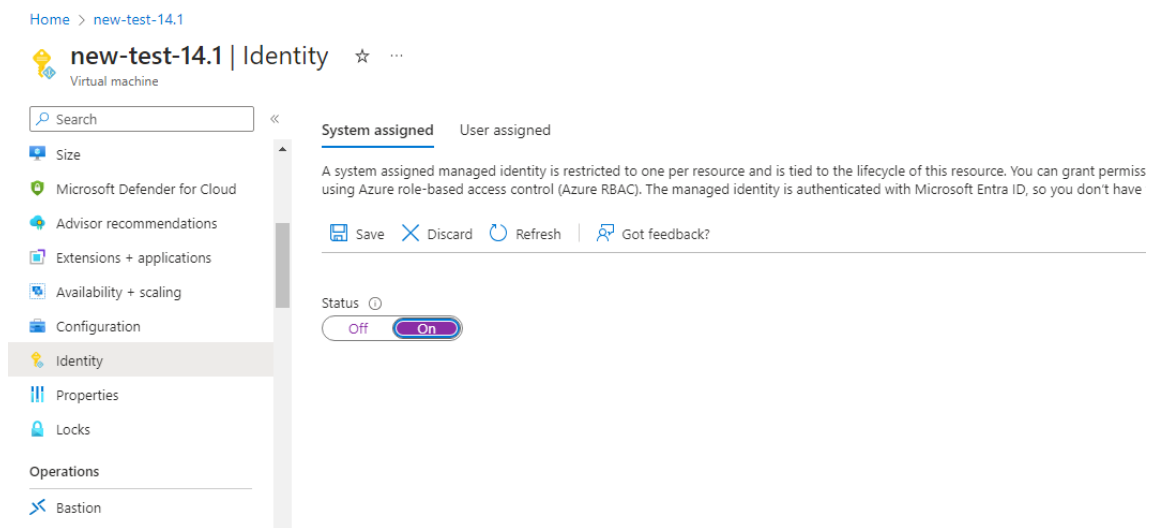 Home > new-test-14.1
new-test-14.1 | Identity
Virtual machine
Search
Size
Microsoft Defender for Cloud
Advisor recommendations
Extensions + applications
Availability + scaling
Configuration
Identity
Properties
Locks
Operations
Bastion
System assigned User assigned
A system assigned managed identity is restricted to one per resource and is tied to the lifecycle of this resource. You can grant permiss
using Azure role-based access control (Azure RBAC). The managed identity is authenticated with Microsoft Entra ID, so you don't have
Save Discard Refresh Got feedback?
Status
Off On